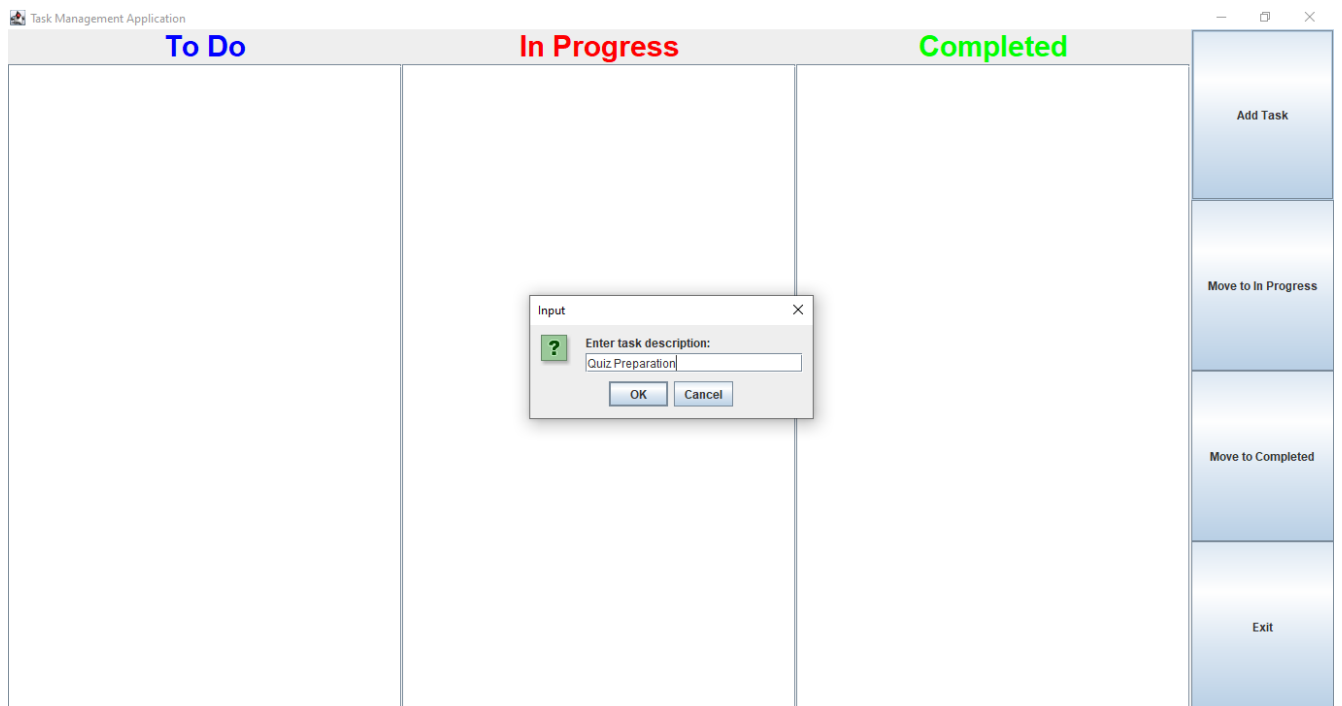 Task Management Application
To Do
In Progress
Completed
Add Task
Move to In Progress
Input
?
Enter task description:
Quiz Preparation
OK
Cancel
Move to Completed
Exit